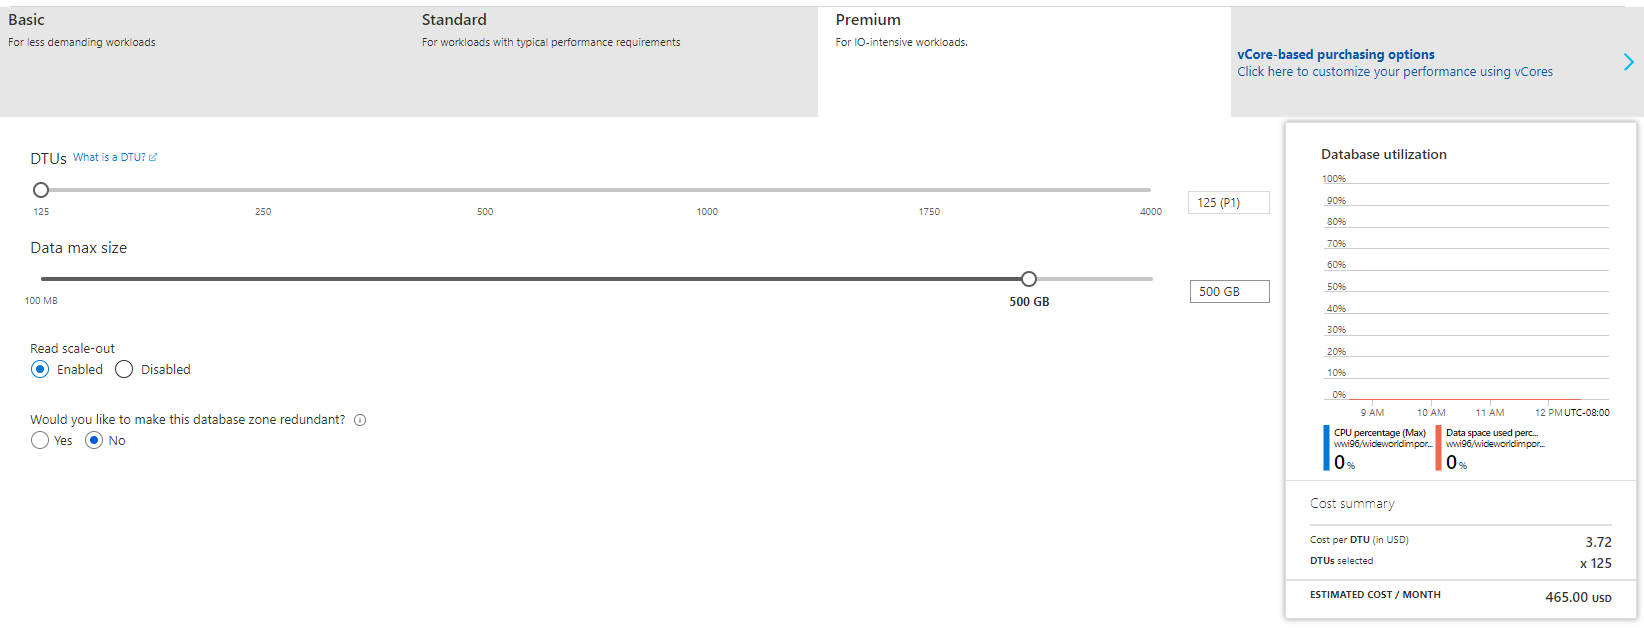 Basic
For less demanding workloads
Standard
For workloads with typical performance requirements
Premium
For IO-intensive workloads.
vCore-based purchasing options
Click here to customize your performance using vCores
DTUs What is a DTU?
125 250 500 1000 1750 4000
125 (P1)
Data max size
100 MB
500 GB
500 GB
Read scale-out
Enabled Disabled
Would you like to make this database zone redundant?
Yes No
Database utilization
100%
90%
80%
70%
60%
50%
40%
30%
20%
10%
0%
9 AM 10 AM 11 AM 12 PM UTC-08:00
CPU percentage (Max)
wwi96/wideworldimpor...
0 %
Data space used perc...
wwi96/wideworldimpor...
0 %
Cost summary
Cost per DTU (in USD) 3.72
DTUs selected x 125
ESTIMATED COST / MONTH 465.00 USD